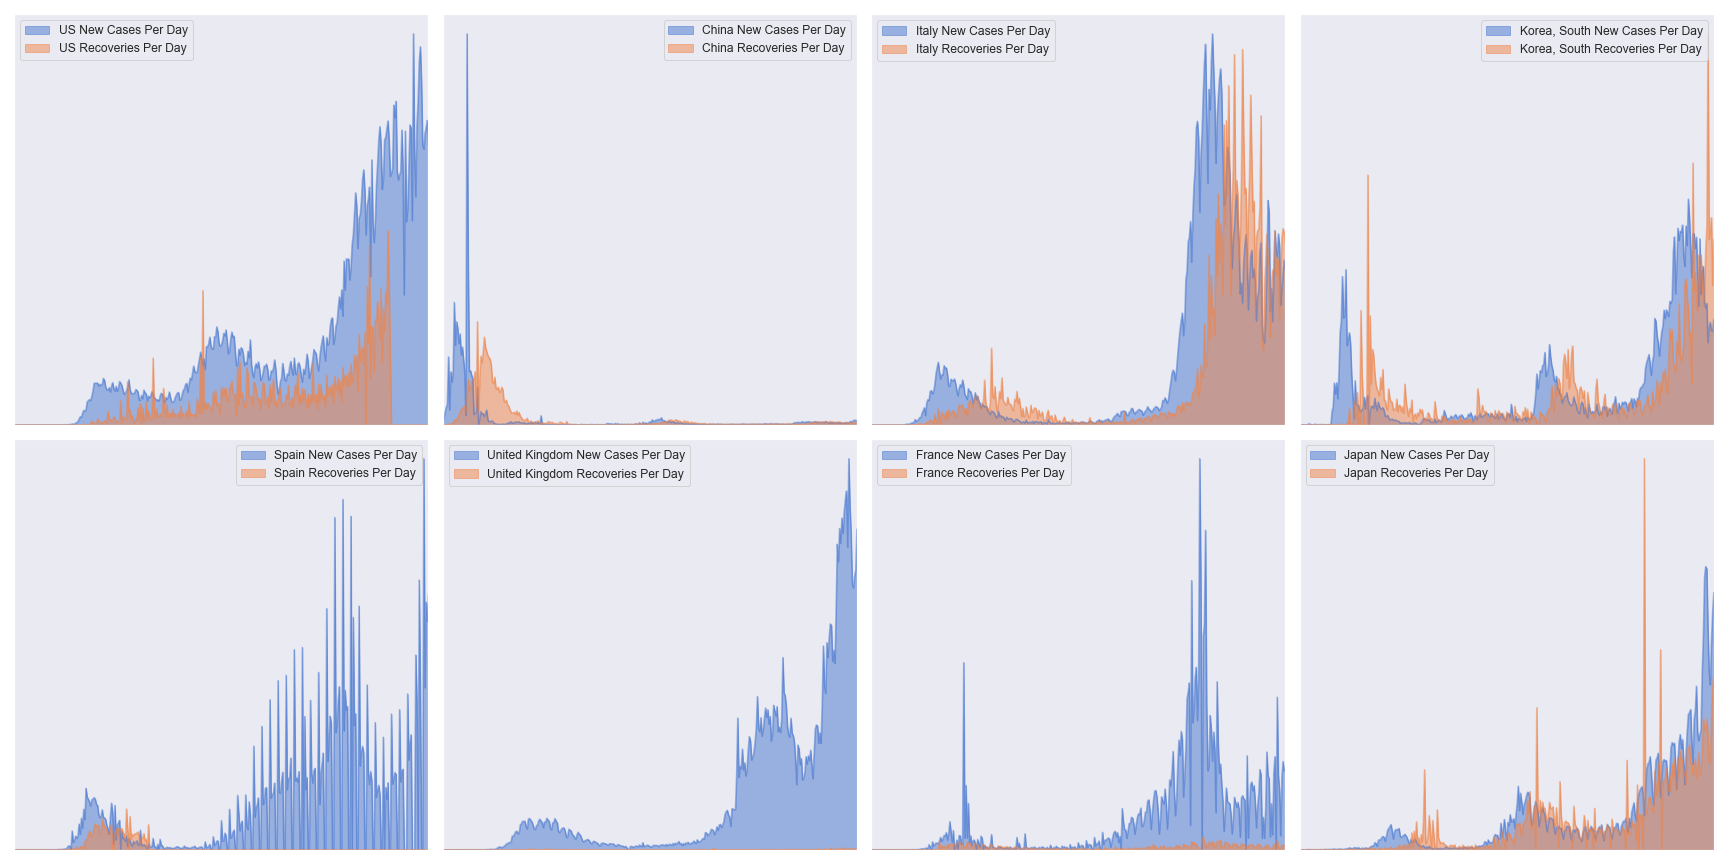 US New Cases Per Day
US Recoveries Per Day
China New Cases Per Day
China Recoveries Per Day
Italy New Cases Per Day
Italy Recoveries Per Day
Korea, South New Cases Per Day
Korea, South Recoveries Per Day
Spain New Cases Per Day
Spain Recoveries Per Day
United Kingdom New Cases Per Day
United Kingdom Recoveries Per Day
France New Cases Per Day
France Recoveries Per Day
Japan New Cases Per Day
Japan Recoveries Per Day